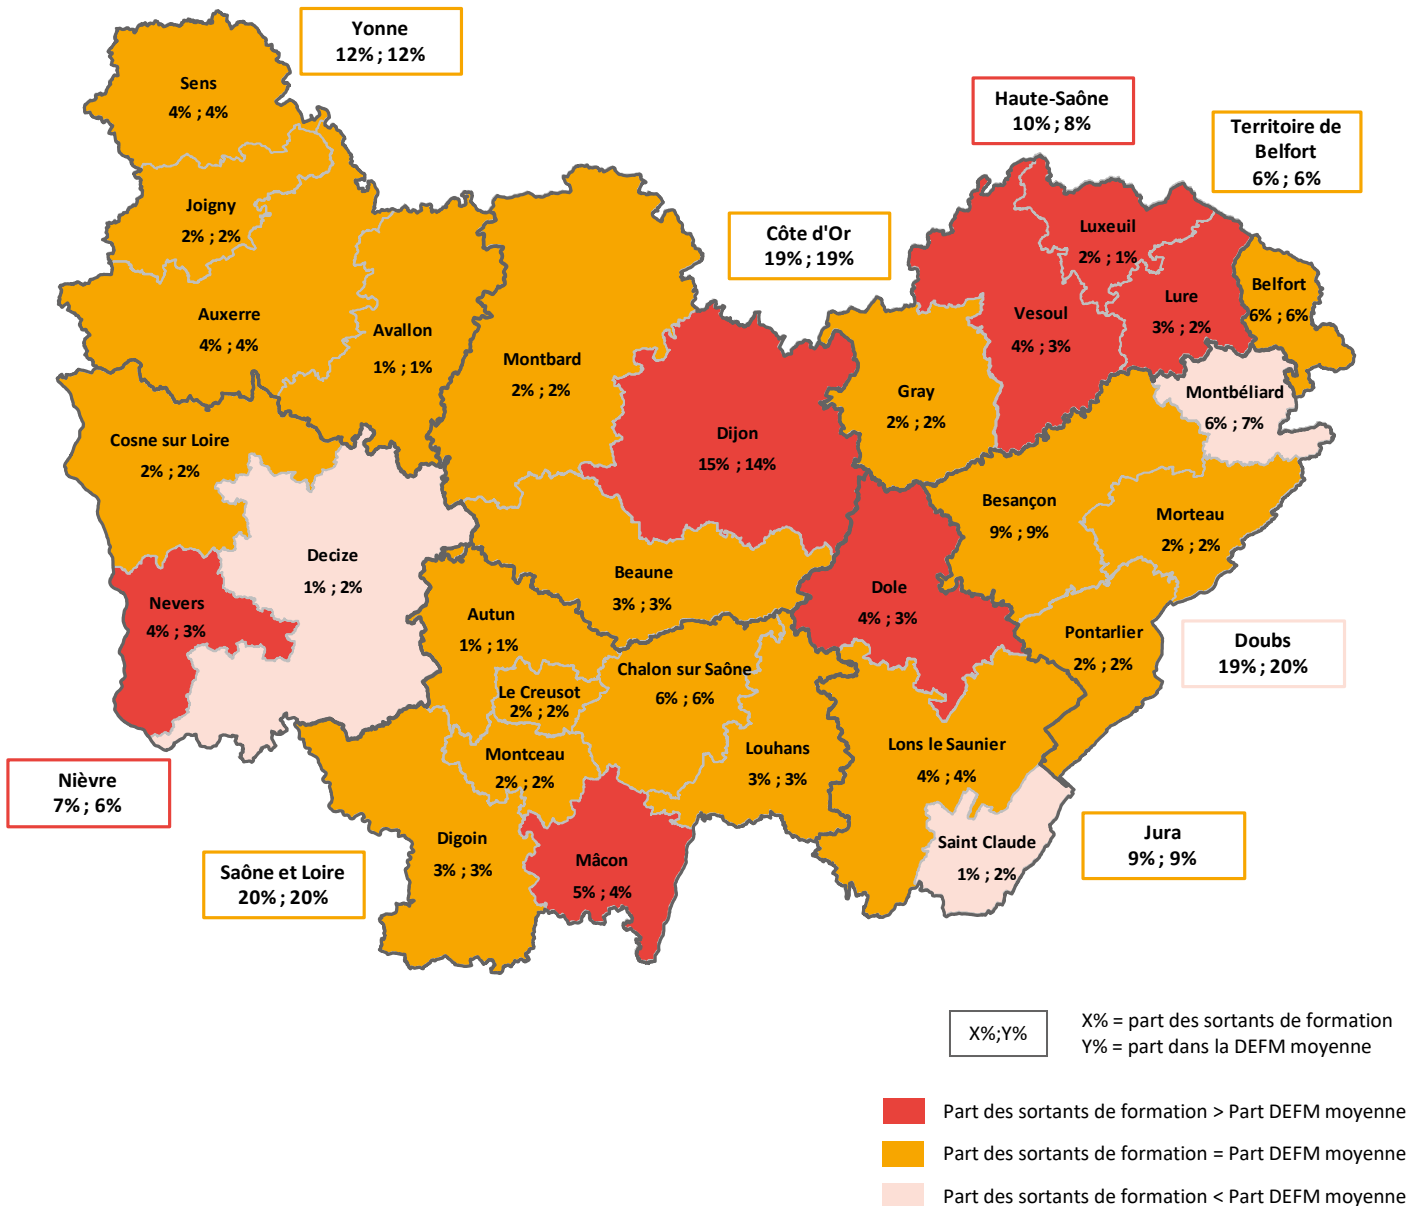 Yonne
12% ; 12%
Sens
4% ; 4%
Haute-Saône
10% ; 8%
Territoire de
Belfort
6% ; 6%
Joigny
2% ; 2%
Côte d'Or
19% ; 19%
Luxeuil
2% ; 1%
Belfort
6% ; 6%
Lure
3% ; 2%
Auxerre
4% ; 4%
Avallon
1% ; 1%
Vesoul
4% ; 3%
Montbard
2% ; 2%
Gray
2% ; 2%
Montbéliard
6% ; 7%
Cosne sur Loire
2% ; 2%
Dijon
15% ; 14%
Besançon
9% ; 9%
Morteau
2% ; 2%
Decize
1% ; 2%
Beaune
3% ; 3%
Dole
4% ; 3%
Nevers
4% ; 3%
Autun
1% ; 1%
Pontarlier
2% ; 2%
Doubs
19% ; 20%
Chalon sur Saône
6% ; 6%
Le Creusot
2% ; 2%
Montceau
2% ; 2%
Louhans
3% ; 3%
Lons le Saunier
4% ; 4%
Nièvre
7% ; 6%
Digoin
3% ; 3%
Saint Claude
1% ; 2%
Jura
9% ; 9%
Mâcon
5% ; 4%
Saône et Loire
20% ; 20%
X%;Y%
X% = part des sortants de formation
Y% = part dans la DEFM moyenne
Part des sortants de formation > Part DEFM moyenne
Part des sortants de formation = Part DEFM moyenne
Part des sortants de formation < Part DEFM moyenne